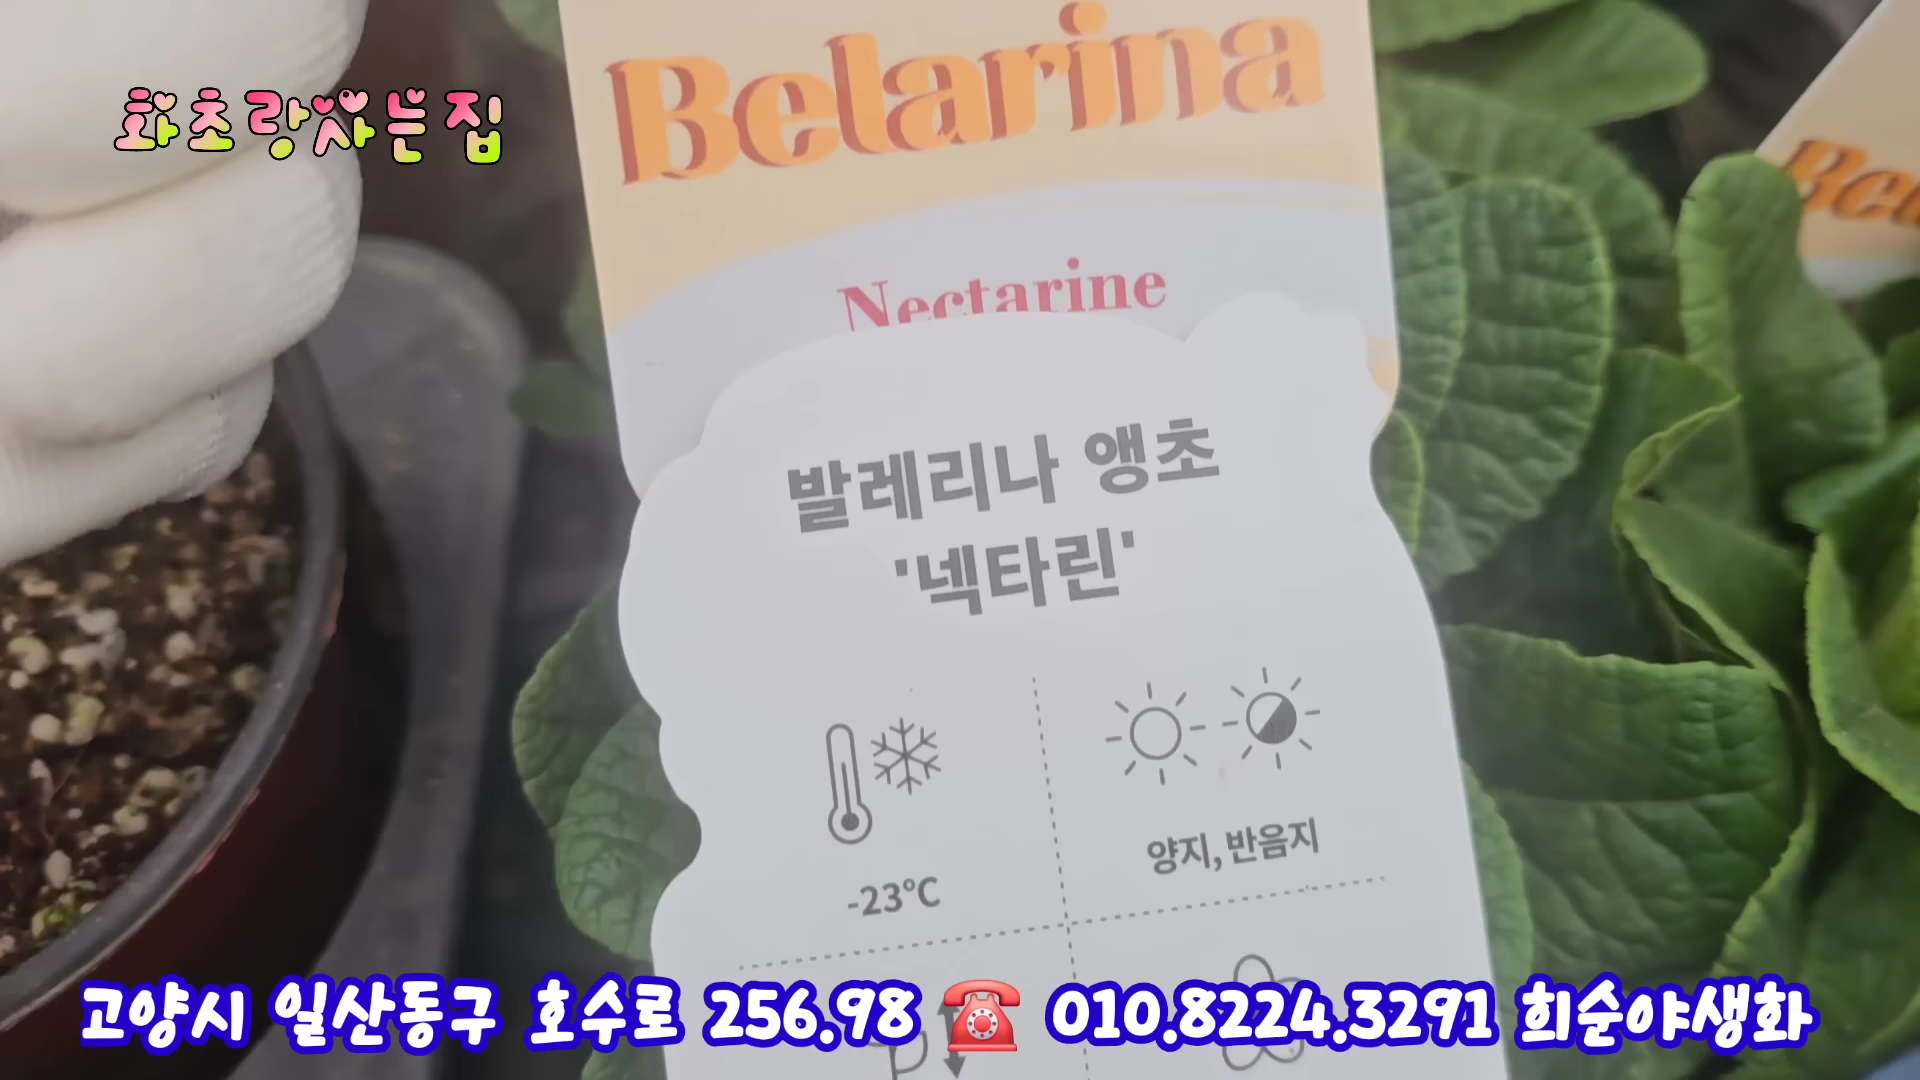 화초랑사는집
Belarina
Nectarine
발레리나 앵초
'넥타린'
-23°C
양지, 반음지
고양시 일산동구 호수로 256.98 ☎ 010.8224.3291 희순야생화